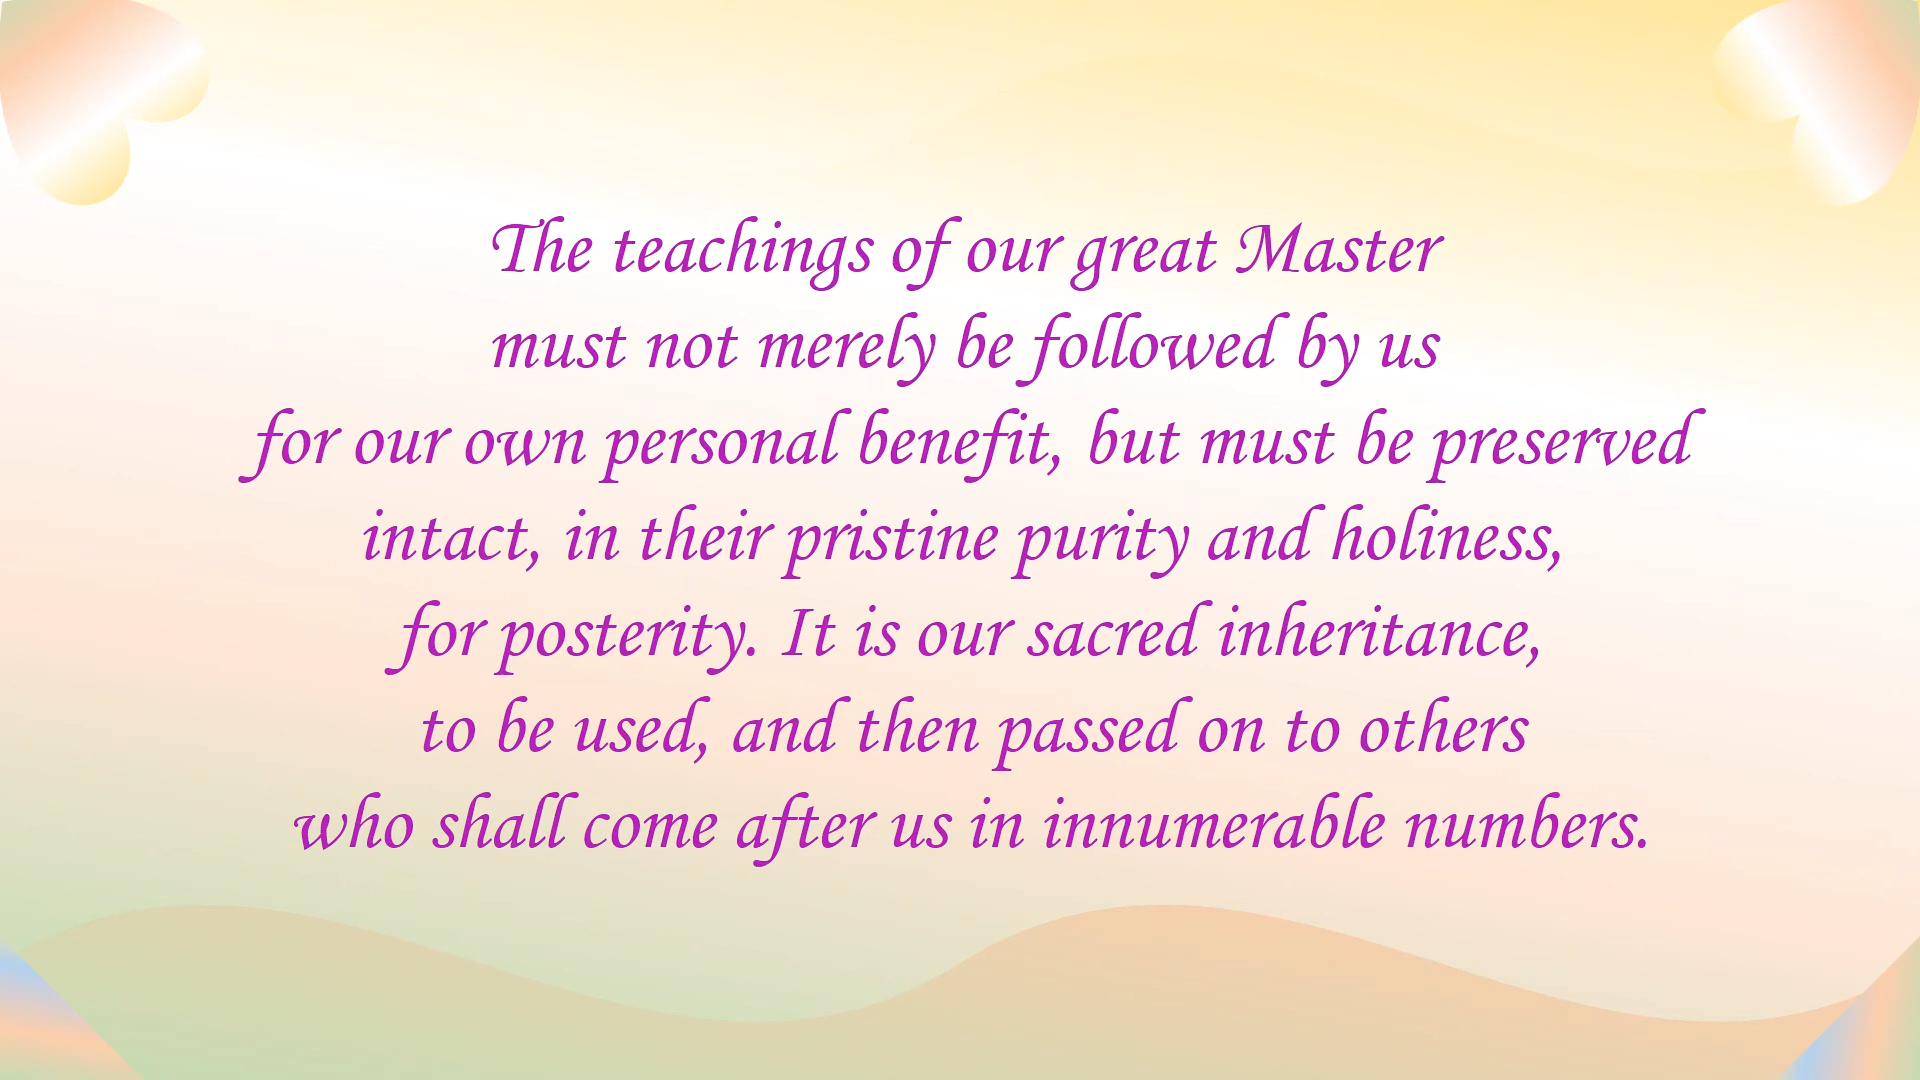 The teachings of our great Master
must not merely be followed by us
for our own personal benefit, but must be preserved
intact, in their pristine purity and holiness,
for posterity. It is our sacred inheritance,
to be used, and then passed on to others
who shall come after us in innumerable numbers.